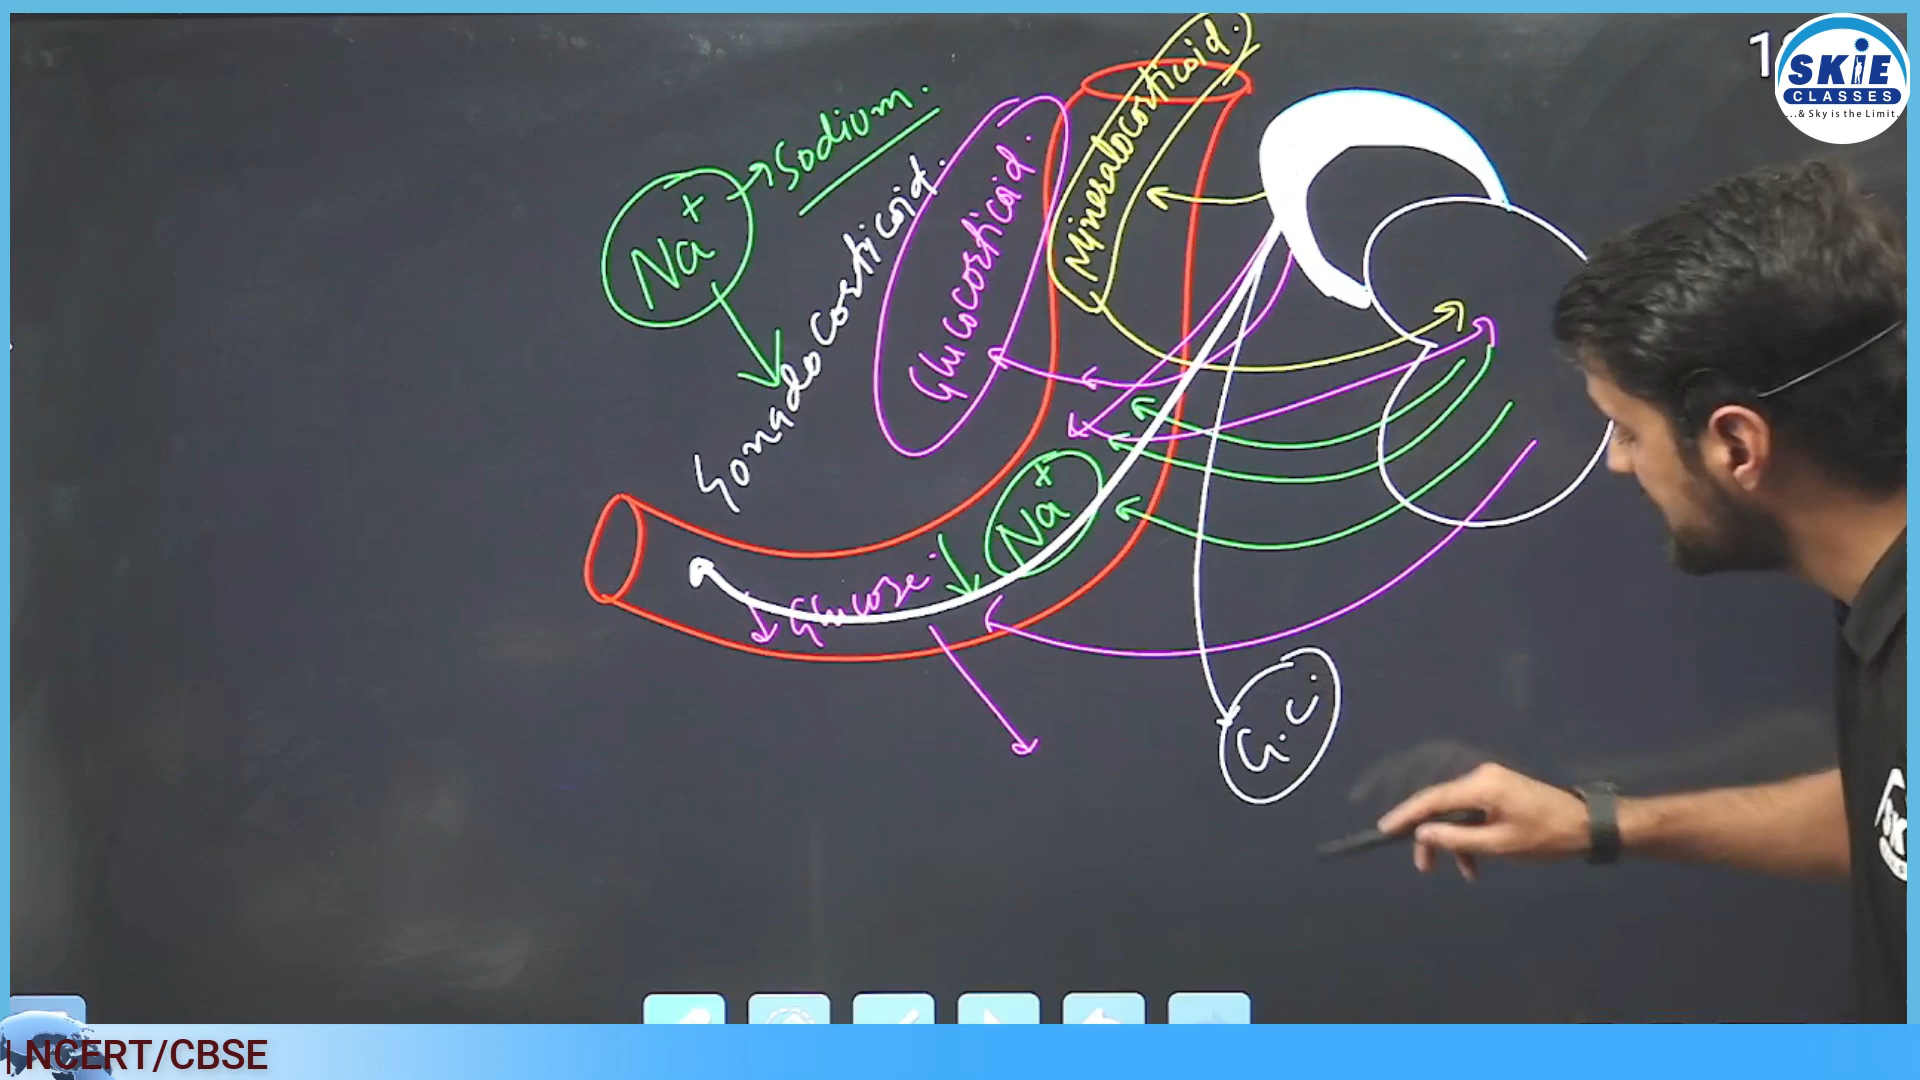 SKIE
CLASSES
...& Sky is the Limit.
Mineralocorticoid.
Sodium.
Na+
Gonadocorticoid.
Glucocorticoid.
Na+
↓ Glucose
G.C.
| NCERT/CBSE